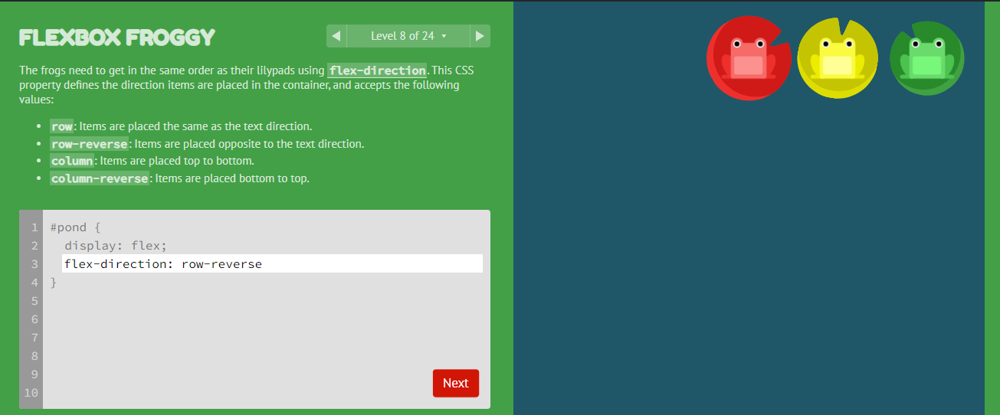 FLEXBOX FROGGY
◀ Level 8 of 24 ▾ ▶
The frogs need to get in the same order as their lilypads using flex-direction. This CSS
property defines the direction items are placed in the container, and accepts the following
values:
• row: Items are placed the same as the text direction.
• row-reverse: Items are placed opposite to the text direction.
• column: Items are placed top to bottom.
• column-reverse: Items are placed bottom to top.
1 #pond {
2 display: flex;
3 flex-direction: row-reverse
4 }
5
6
7
8
9
10
Next